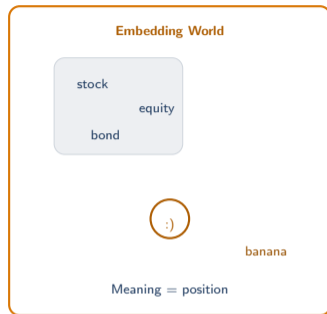 Embedding World
stock
equity
bond
:)
banana
Meaning = position